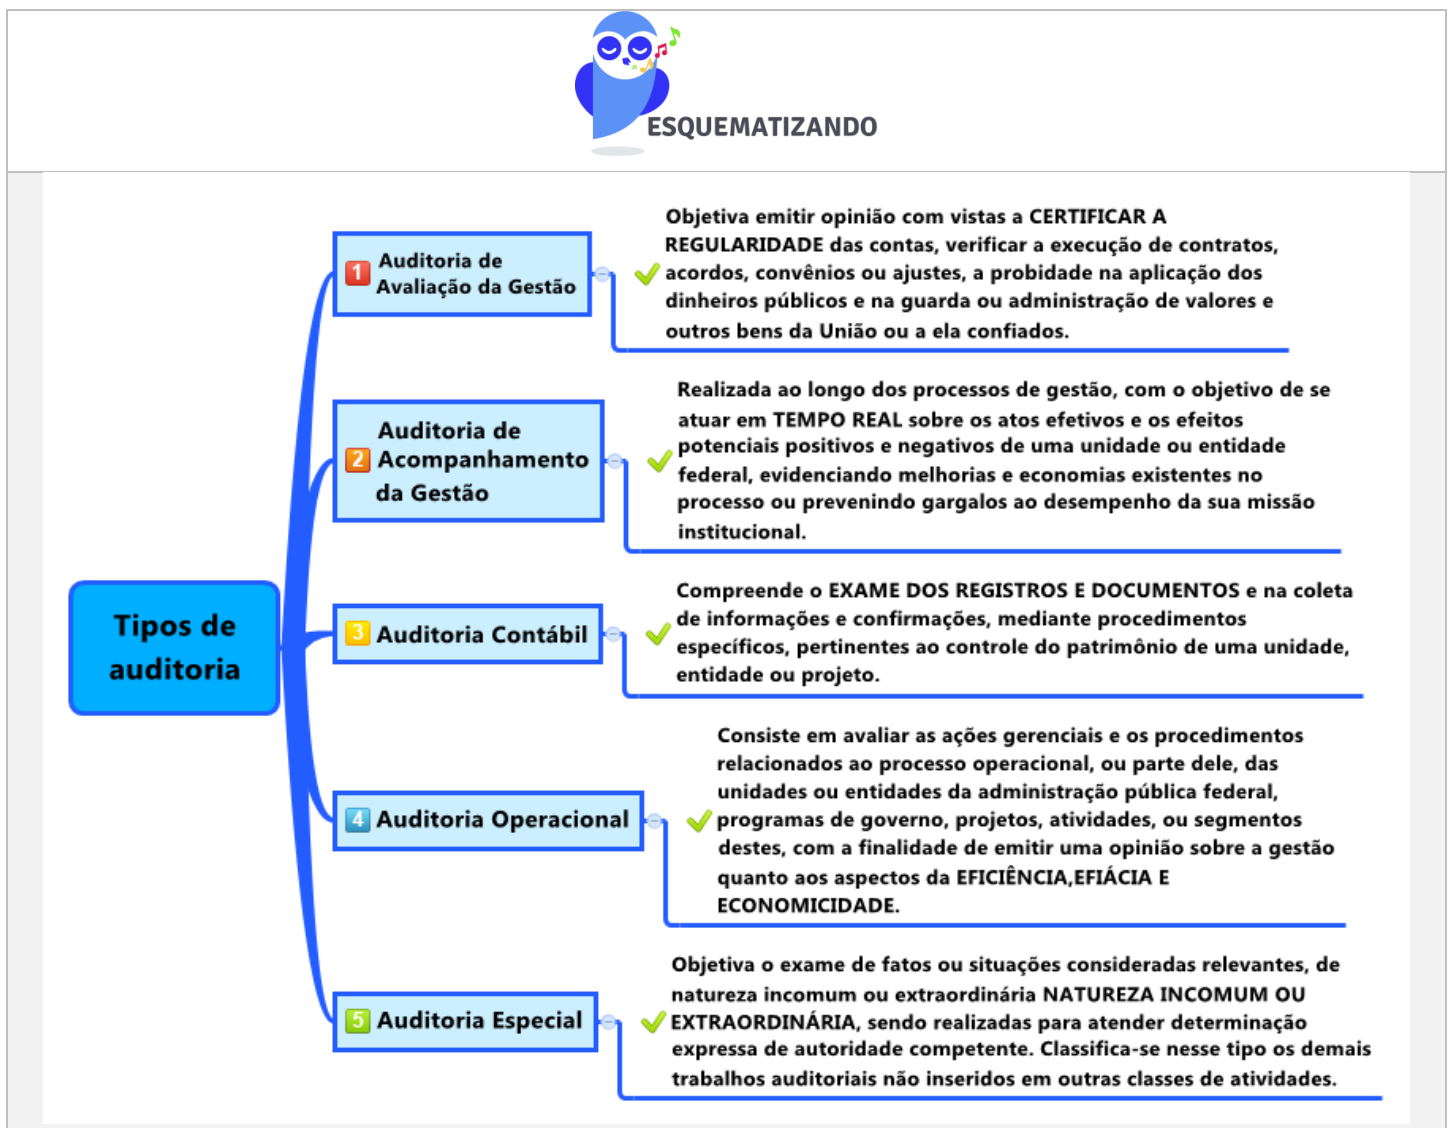 ESQUEMATIZANDO
Tipos de
auditoria
1 Auditoria de
Avaliação da Gestão
Objetiva emitir opinião com vistas a CERTIFICAR A
REGULARIDADE das contas, verificar a execução de contratos,
acordos, convênios ou ajustes, a probidade na aplicação dos
dinheiros públicos e na guarda ou administração de valores e
outros bens da União ou a ela confiados.
2 Auditoria de
Acompanhamento
da Gestão
Realizada ao longo dos processos de gestão, com o objetivo de se
atuar em TEMPO REAL sobre os atos efetivos e os efeitos
potenciais positivos e negativos de uma unidade ou entidade
federal, evidenciando melhorias e economias existentes no
processo ou prevenindo gargalos ao desempenho da sua missão
institucional.
3 Auditoria Contábil
Compreende o EXAME DOS REGISTROS E DOCUMENTOS e na coleta
de informações e confirmações, mediante procedimentos
específicos, pertinentes ao controle do patrimônio de uma unidade,
entidade ou projeto.
4 Auditoria Operacional
Consiste em avaliar as ações gerenciais e os procedimentos
relacionados ao processo operacional, ou parte dele, das
unidades ou entidades da administração pública federal,
programas de governo, projetos, atividades, ou segmentos
destes, com a finalidade de emitir uma opinião sobre a gestão
quanto aos aspectos da EFICIÊNCIA,EFIÁCIA E
ECONOMICIDADE.
5 Auditoria Especial
Objetiva o exame de fatos ou situações consideradas relevantes, de
natureza incomum ou extraordinária NATUREZA INCOMUM OU
EXTRAORDINÁRIA, sendo realizadas para atender determinação
expressa de autoridade competente. Classifica-se nesse tipo os demais
trabalhos auditoriais não inseridos em outras classes de atividades.